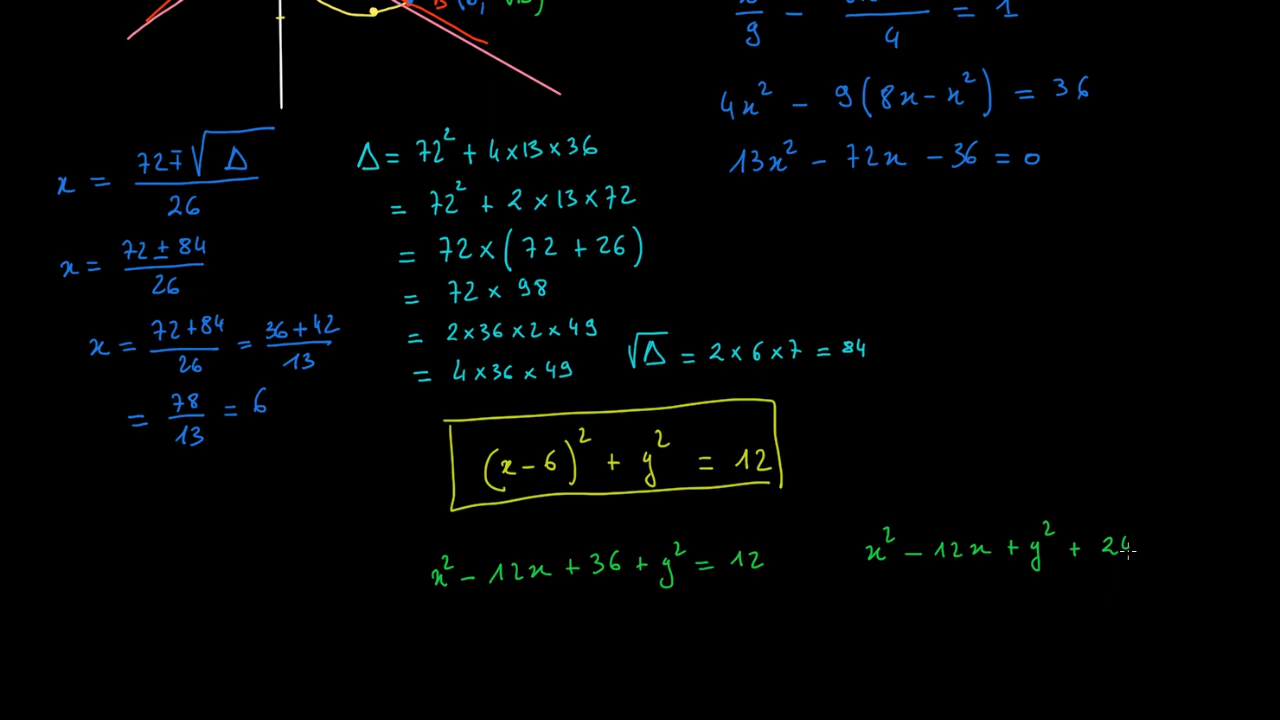 B
9 - 4 = 1
4x² - 9(8x - x²) = 36
13x² - 72x - 36 = 0
x = 72∓√Δ / 26
x = 72 ± 84 / 26
x = 72+84 / 26 = 36+42 / 13
= 78 / 13 = 6
Δ = 72² + 4×13×36
= 72² + 2×13×72
= 72×(72 + 26)
= 72 × 98
= 2×36×2×49
= 4×36×49
√Δ = 2×6×7 = 84
(x-6)² + y² = 12
x² - 12x + 36 + y² = 12
x² - 12x + y² + 24